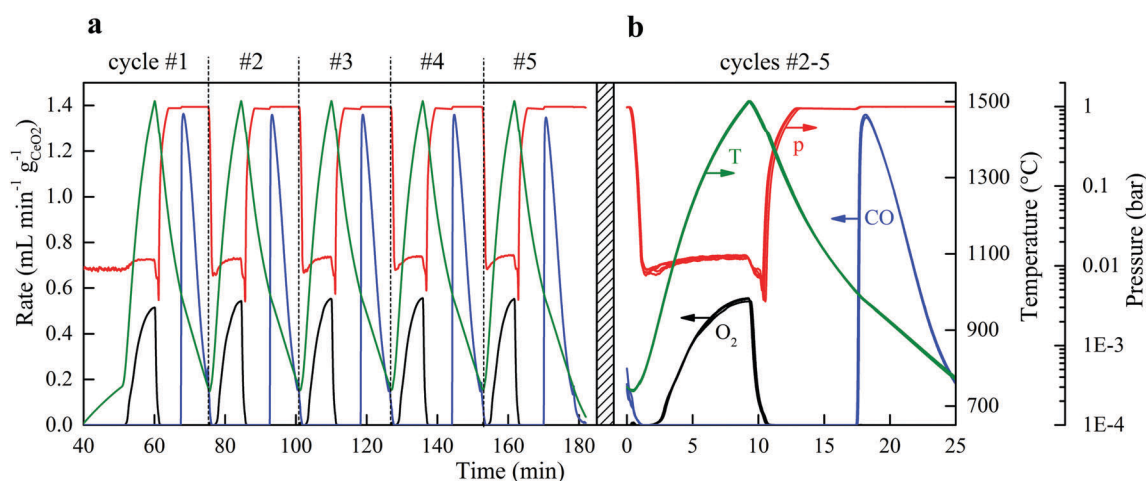 a
b
cycle #1 #2 #3 #4 #5
cycles #2-5
Rate (mL min⁻¹ g⁻¹CeO2)
1.4
1.2
1.0
0.8
0.6
0.4
0.2
0.0
40 60 80 100 120 140 160 182
Time (min)
T
p
CO
O₂
0 5 10 15 20 25
1500
1300
1100
900
700
Temperature (°C)
1
0.1
0.01
1E-3
1E-4
Pressure (bar)